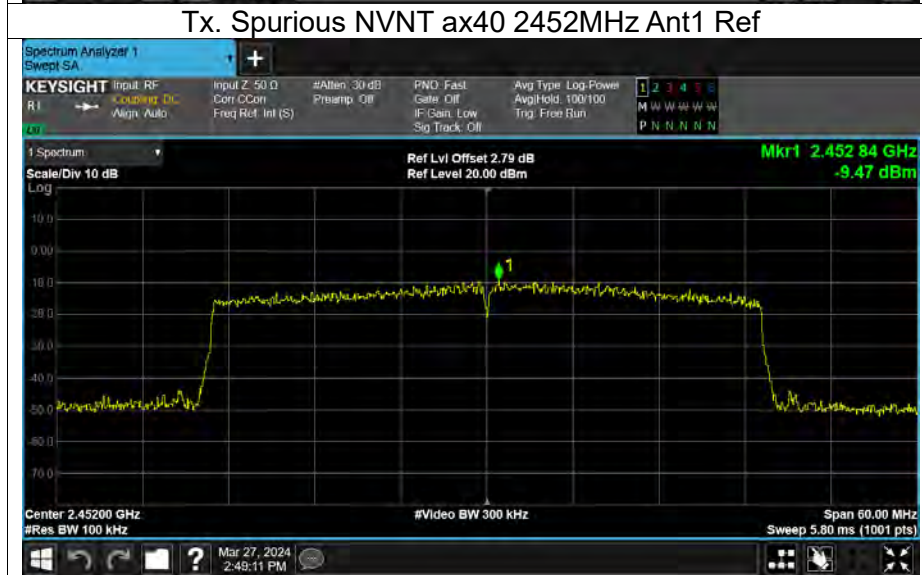 Tx. Spurious NVNT ax40 2452MHz Ant1 Ref
Spectrum Analyzer 1
Swept SA
+
KEYSIGHT
Input: RF
Coupling: DC
Align: Auto
Input Z: 50 Ω
Corr CCorr
Freq Ref: Int (S)
#Atten: 30 dB
Preamp: Off
PNO: Fast
Gate: Off
IF Gain: Low
Sig Track: Off
Avg Type: Log-Power
Avg|Hold: 100/100
Trig: Free Run
1 2 3 4 5 6
M W W W W W
P N N N N N
1 Spectrum
Scale/Div 10 dB
Ref Lvl Offset 2.79 dB
Ref Level 20.00 dBm
Mkr1 2.452 84 GHz
-9.47 dBm
Log
10.0
0.00
-10.0
-20.0
-30.0
-40.0
-50.0
-60.0
-70.0
1
Center 2.45200 GHz
#Res BW 100 kHz
#Video BW 300 kHz
Span 60.00 MHz
Sweep 5.80 ms (1001 pts)
?
Mar 27, 2024
2:49:11 PM